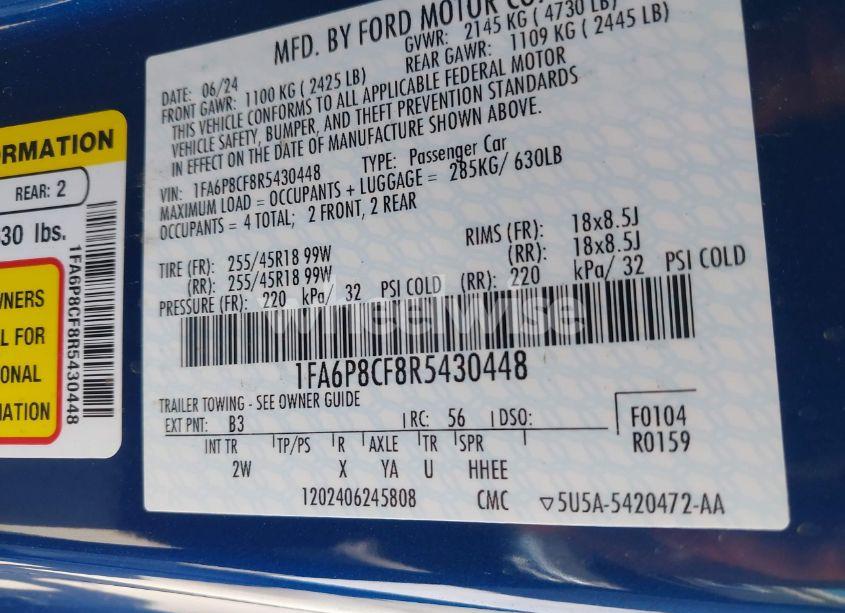 MFD. BY FORD MOTOR CO.
DATE: 06/24 GVWR: 2145 KG ( 4730 LB)
FRONT GAWR: 1100 KG ( 2425 LB) REAR GAWR: 1109 KG ( 2445 LB)
THIS VEHICLE CONFORMS TO ALL APPLICABLE FEDERAL MOTOR
VEHICLE SAFETY, BUMPER, AND THEFT PREVENTION STANDARDS
IN EFFECT ON THE DATE OF MANUFACTURE SHOWN ABOVE.
VIN: 1FA6P8CF8R5430448 TYPE: Passenger Car
MAXIMUM LOAD = OCCUPANTS + LUGGAGE = 285KG/ 630LB
OCCUPANTS = 4 TOTAL; 2 FRONT, 2 REAR
TIRE (FR): 255/45R18 99W RIMS (FR): 18x8.5J
(RR): 255/45R18 99W (RR): 18x8.5J
PRESSURE (FR): 220 kPa/ 32 PSI COLD (RR): 220 kPa/ 32 PSI COLD
wheelwise
1FA6P8CF8R5430448
TRAILER TOWING - SEE OWNER GUIDE
EXT PNT: B3 RC: 56 DSO: F0104
R0159
INT TR TP/PS R AXLE TR SPR
2W X YA U HHEE
1202406245808 CMC 5U5A-5420472-AA
ORMATION
REAR: 2
30 lbs.
1FA6P8CF8R5430448
WNERS
L FOR
ONAL
MATION